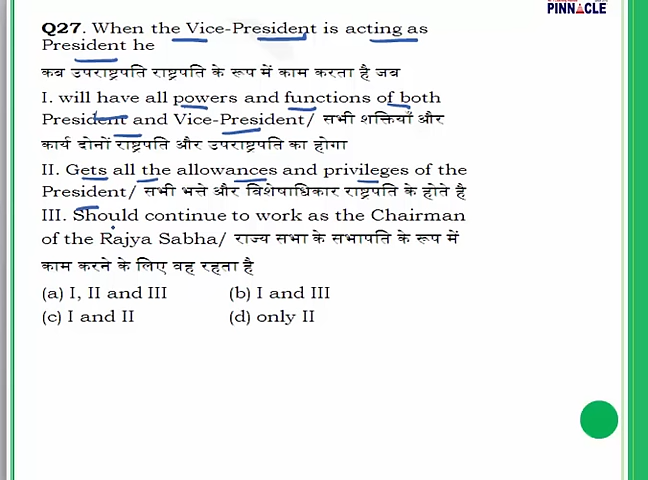 PINNACLE
Q27. When the Vice-President is acting as
President he
कब उपराष्ट्रपति राष्ट्रपति के रूप में काम करता है जब
I. will have all powers and functions of both
President and Vice-President/ सभी शक्तियाँ और
कार्य दोनों राष्ट्रपति और उपराष्ट्रपति का होगा
II. Gets all the allowances and privileges of the
President/ सभी भत्ते और विशेषाधिकार राष्ट्रपति के होते है
III. Should continue to work as the Chairman
of the Rajya Sabha/ राज्य सभा के सभापति के रूप में
काम करने के लिए वह रहता है
(a) I, II and III (b) I and III
(c) I and II (d) only II